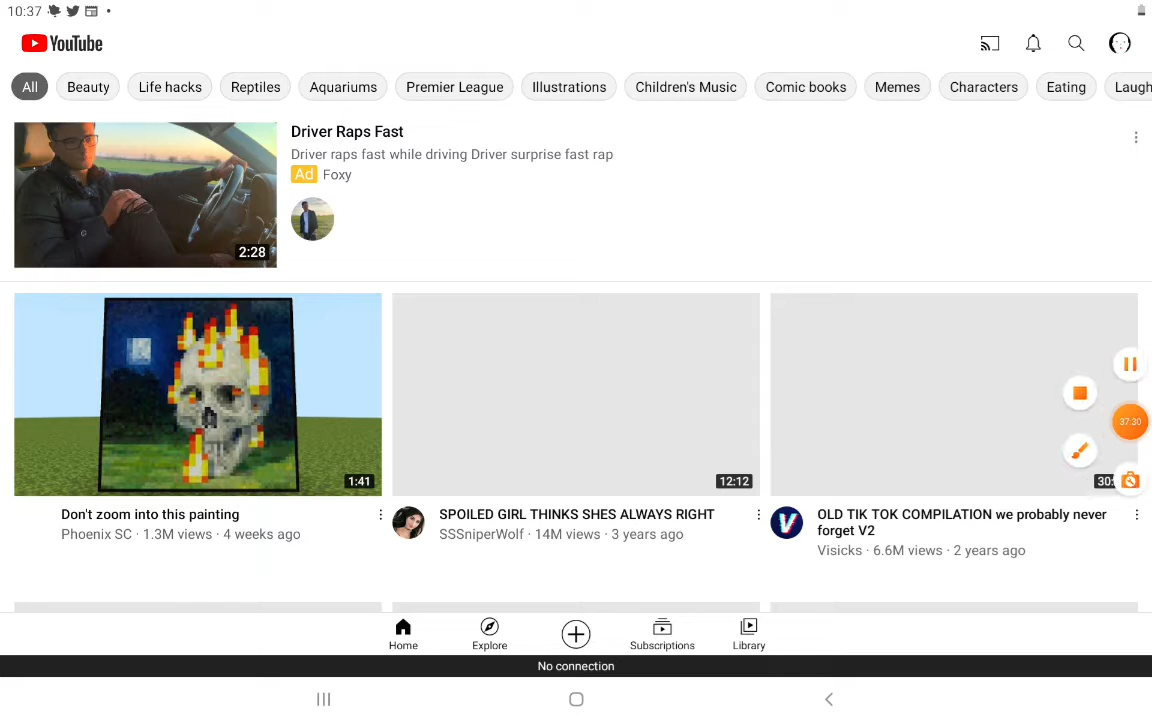 10:37
YouTube
All
Beauty
Life hacks
Reptiles
Aquariums
Premier League
Illustrations
Children's Music
Comic books
Memes
Characters
Eating
Laugh
Driver Raps Fast
Driver raps fast while driving Driver surprise fast rap
Ad Foxy
2:28
1:41
12:12
30:
37:30
Don't zoom into this painting
Phoenix SC · 1.3M views · 4 weeks ago
SPOILED GIRL THINKS SHES ALWAYS RIGHT
SSSniperWolf · 14M views · 3 years ago
OLD TIK TOK COMPILATION we probably never
forget V2
Visicks · 6.6M views · 2 years ago
Home
Explore
Subscriptions
Library
No connection